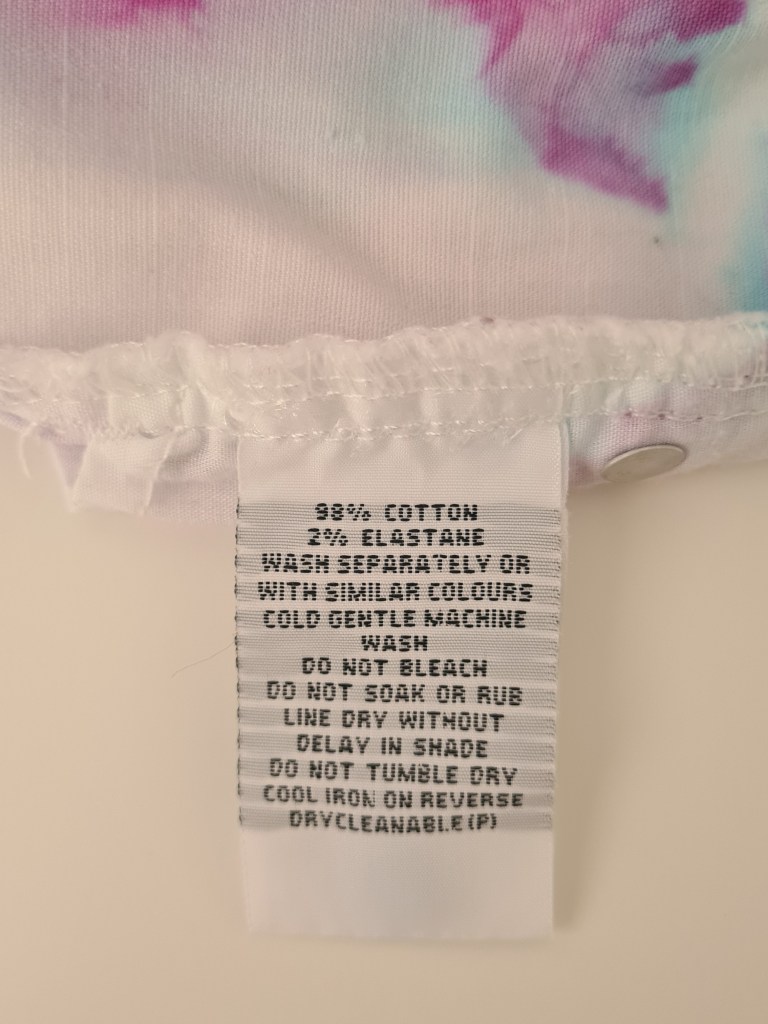 98% COTTON
2% ELASTANE
WASH SEPARATELY OR
WITH SIMILAR COLOURS
COLD GENTLE MACHINE
WASH
DO NOT BLEACH
DO NOT SOAK OR RUB
LINE DRY WITHOUT
DELAY IN SHADE
DO NOT TUMBLE DRY
COOL IRON ON REVERSE
DRYCLEANABLE(P)